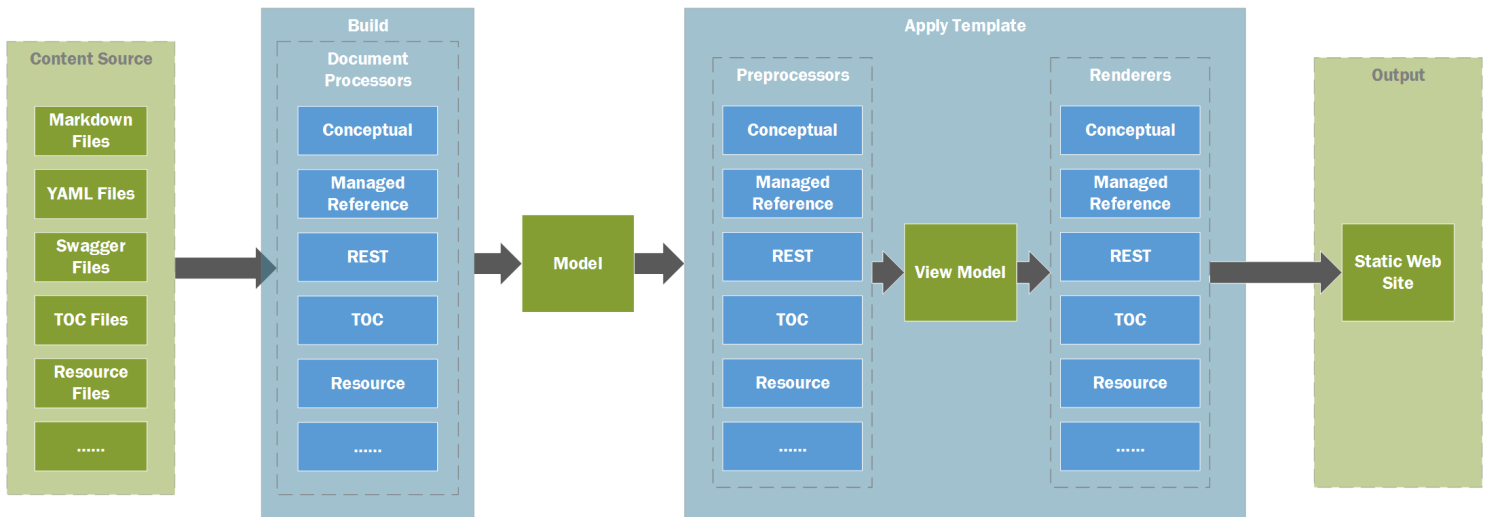 Content Source
Markdown
Files
YAML Files
Swagger
Files
TOC Files
Resource
Files
......
Build
Document
Processors
Conceptual
Managed
Reference
REST
TOC
Resource
......
Model
Apply Template
Preprocessors
Conceptual
Managed
Reference
REST
TOC
Resource
......
View Model
Renderers
Conceptual
Managed
Reference
REST
TOC
Resource
......
Output
Static Web
Site